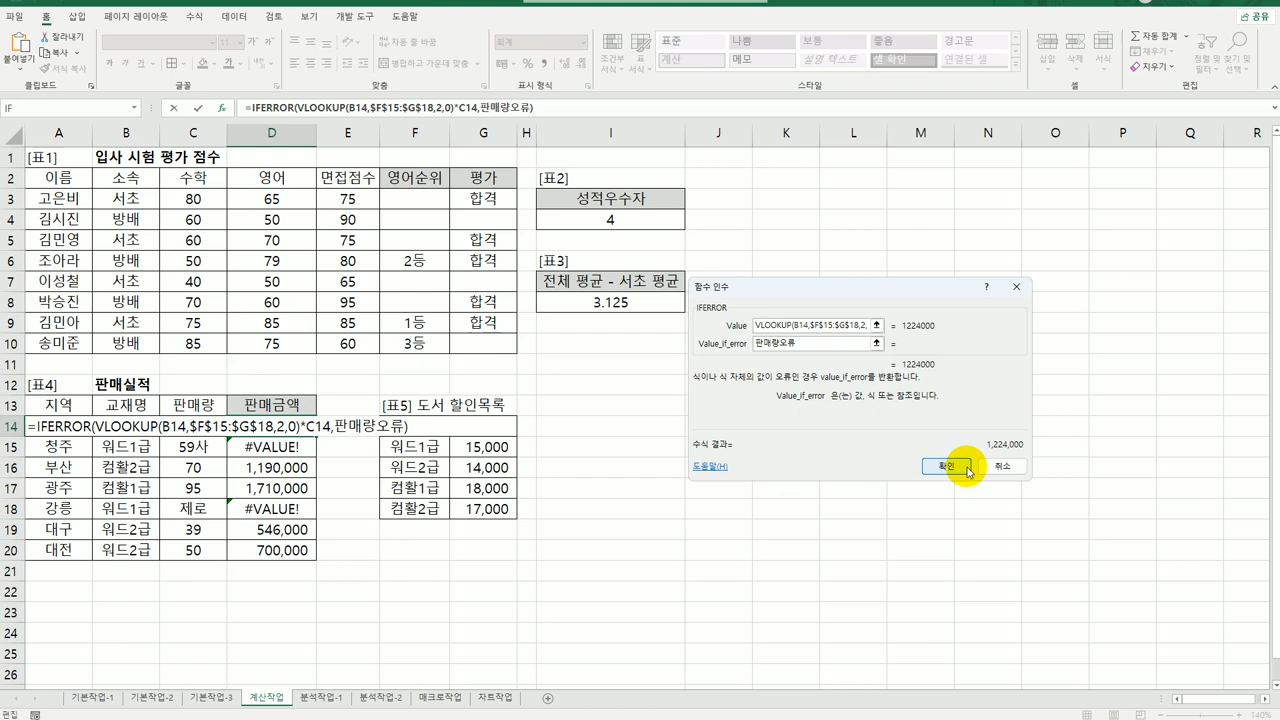 파일 홈 삽입 페이지 레이아웃 수식 데이터 검토 보기 개발 도구 도움말 공유
붙여넣기 잘라내기 복사 서식 복사 클립보드
가 가 가 11 가 가
자동 줄 바꿈 병합하고 가운데 맞춤 맞춤
회계 표시 형식
조건부 서식 표 서식
표준 나쁨 보통 좋음 경고문
계산 메모 설명 텍스트 셀 확인 연결된 셀
스타일
삽입 삭제 서식 셀
자동 합계 채우기 지우기 정렬 및 필터 찾기 및 선택 편집
IF fx =IFERROR(VLOOKUP(B14,$F$15:$G$18,2,0)*C14,판매량오류)
A B C D E F G H I J K L M N O P Q R
1 [표1] 입사 시험 평가 점수
2 이름 소속 수학 영어 면접점수 영어순위 평가 [표2]
3 고은비 서초 80 65 75 합격 성적우수자
4 김시진 방배 60 50 90 4
5 김민영 서초 60 70 75 합격
6 조아라 방배 50 79 80 2등 합격 [표3]
7 이성철 서초 40 50 65 전체 평균 - 서초 평균
8 박승진 방배 70 60 95 합격 3.125
9 김민아 서초 75 85 85 1등 합격
10 송미준 방배 85 75 60 3등
11
12 [표4] 판매실적
13 지역 교재명 판매량 판매금액 [표5] 도서 할인목록
14 =IFERROR(VLOOKUP(B14,$F$15:$G$18,2,0)*C14,판매량오류)
15 청주 워드1급 59사 #VALUE! 워드1급 15,000
16 부산 컴활2급 70 1,190,000 워드2급 14,000
17 광주 컴활1급 95 1,710,000 컴활1급 18,000
18 강릉 워드1급 제로 #VALUE! 컴활2급 17,000
19 대구 워드2급 39 546,000
20 대전 워드2급 50 700,000
21
22
23
24
25
26
함수 인수 ?
IFERROR
Value VLOOKUP(B14,$F$15:$G$18,2, = 1224000
Value_if_error 판매량오류 =
= 1224000
식이나 식 자체의 값이 오류인 경우 value_if_error를 반환합니다.
Value_if_error 은(는) 값, 식 또는 참조입니다.
수식 결과= 1,224,000
도움말(H) 확인 취소
기본작업-1 기본작업-2 기본작업-3 계산작업 분석작업-1 분석작업-2 매크로작업 차트작업
편집 140%